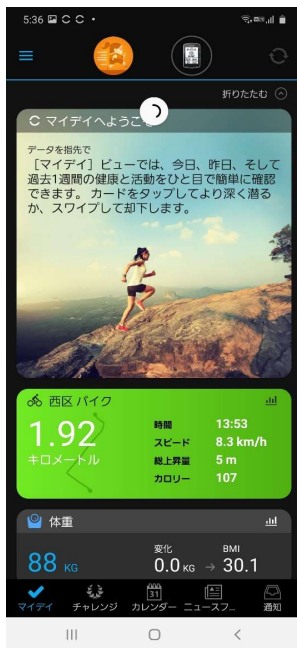 5:36
折りたたむ
マイデイへようこそ
データを指先で
［マイデイ］ビューでは、今日、昨日、そして
過去1週間の健康と活動をひと目で簡単に確認
できます。カードをタップしてより深く潜る
か、スワイプして却下します。
西区 バイク
1.92
キロメートル
時間 13:53
スピード 8.3 km/h
総上昇量 5 m
カロリー 107
体重
88 KG
変化
0.0 KG
BMI
→ 30.1
31
マイデイ チャレンジ カレンダー ニュースフ... 通知